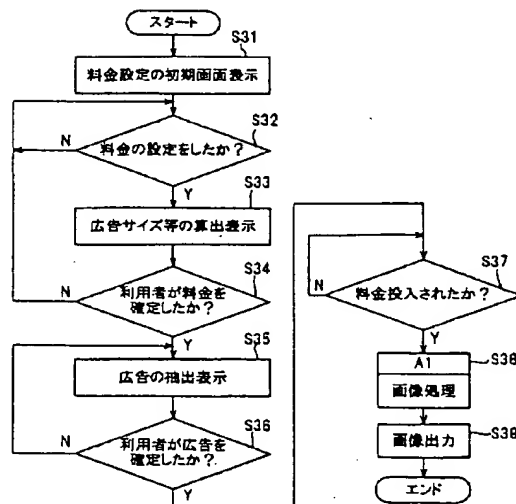 スタート
S31
料金設定の初期画面表示
S32
料金の設定をしたか？
N
Y
S33
広告サイズ等の算出表示
S34
利用者が料金を
確定したか？
N
Y
S35
広告の抽出表示
S36
利用者が広告を
確定したか？
N
Y
S37
料金投入されたか？
N
Y
A1
S38
画像処理
画像出力
S39
エンド